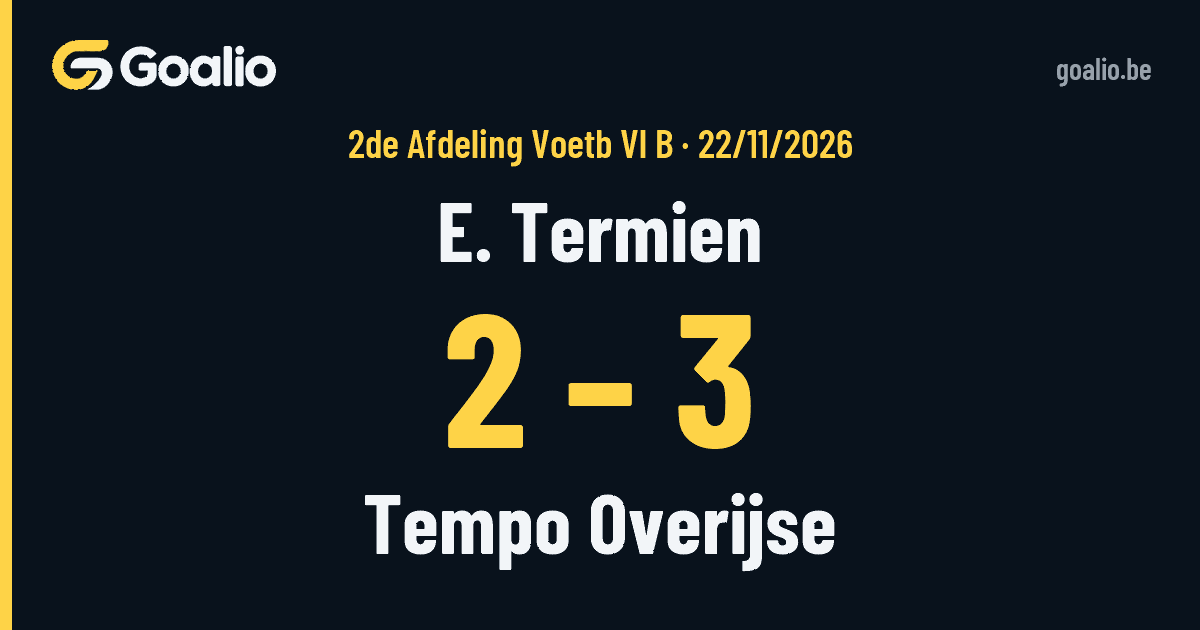 Goalio
goalio.be
2de Afdeling Voetb Vl B · 22/11/2026
E. Termien
2 – 3
Tempo Overijse